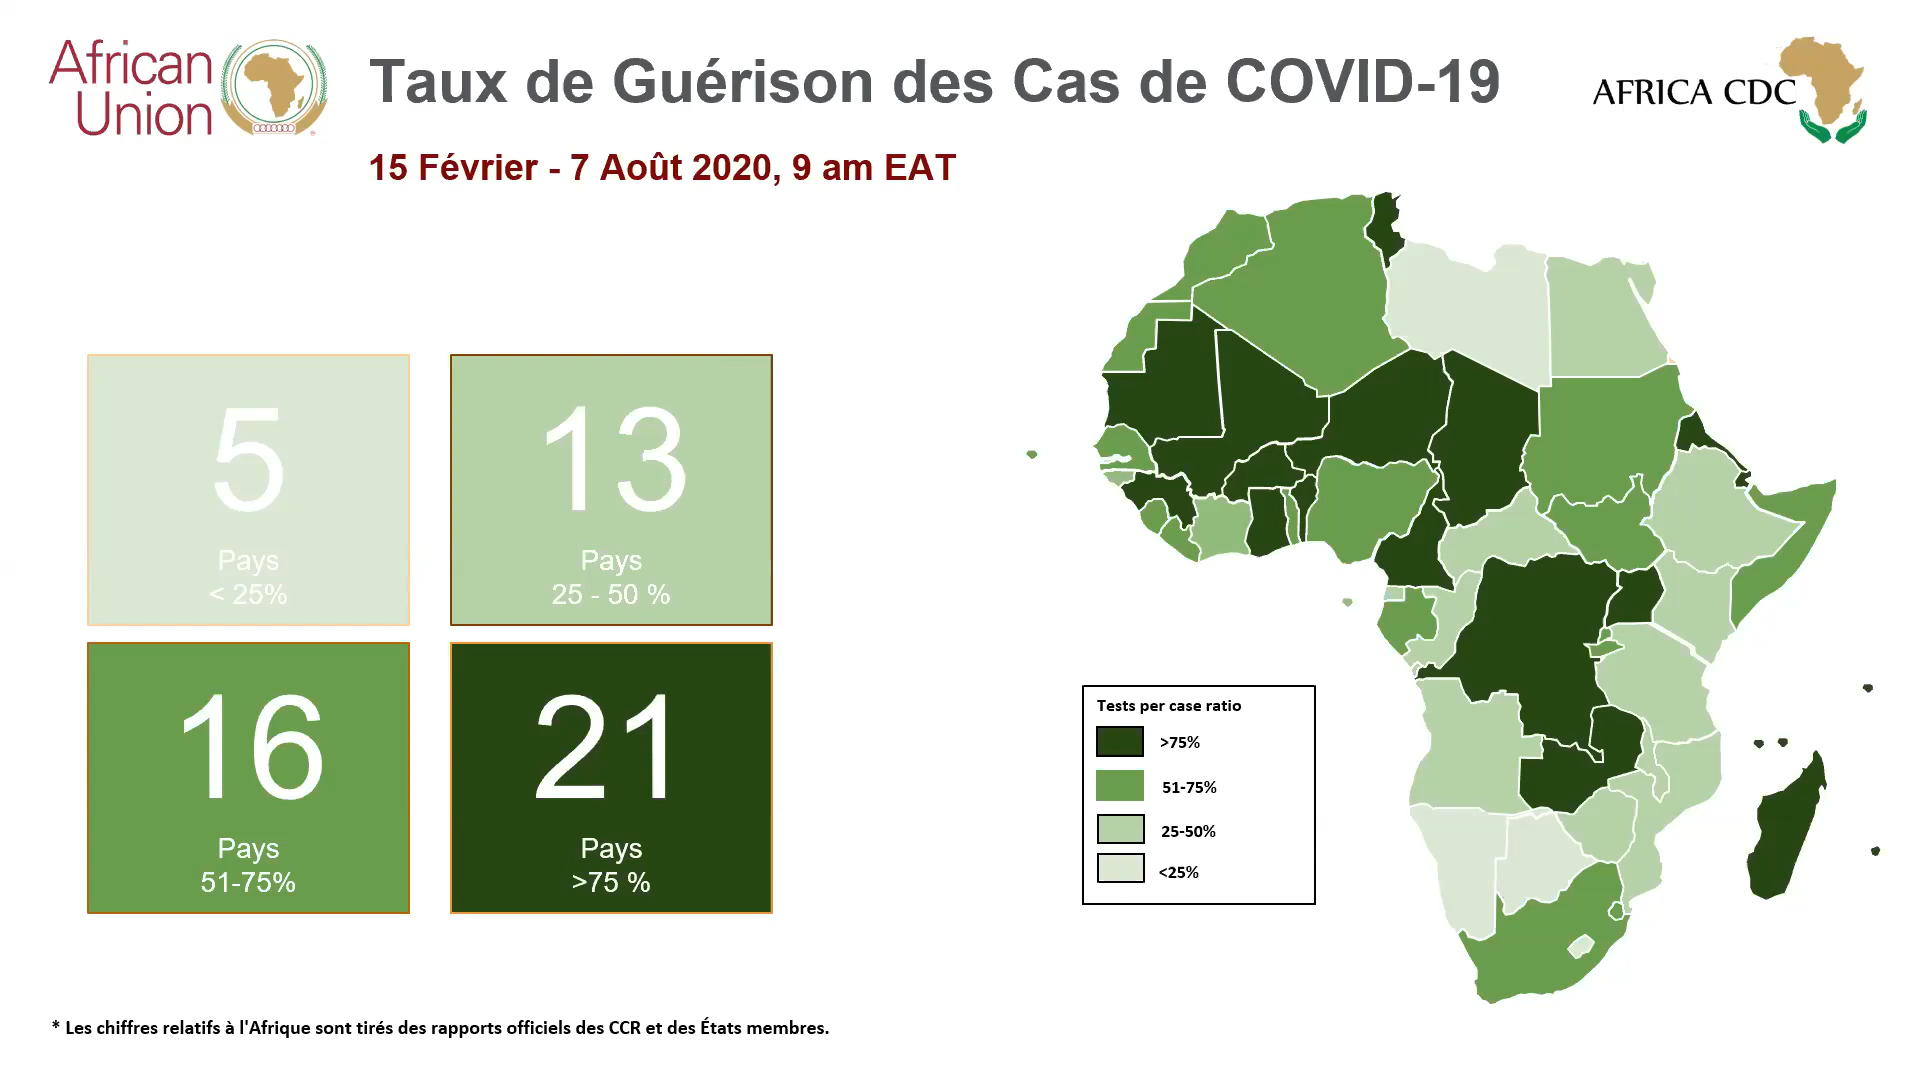 African
Union
Taux de Guérison des Cas de COVID-19
AFRICA CDC
15 Février - 7 Août 2020, 9 am EAT
5
Pays
< 25%
13
Pays
25 - 50 %
16
Pays
51-75%
21
Pays
>75 %
Tests per case ratio
>75%
51-75%
25-50%
<25%
* Les chiffres relatifs à l'Afrique sont tirés des rapports officiels des CCR et des États membres.